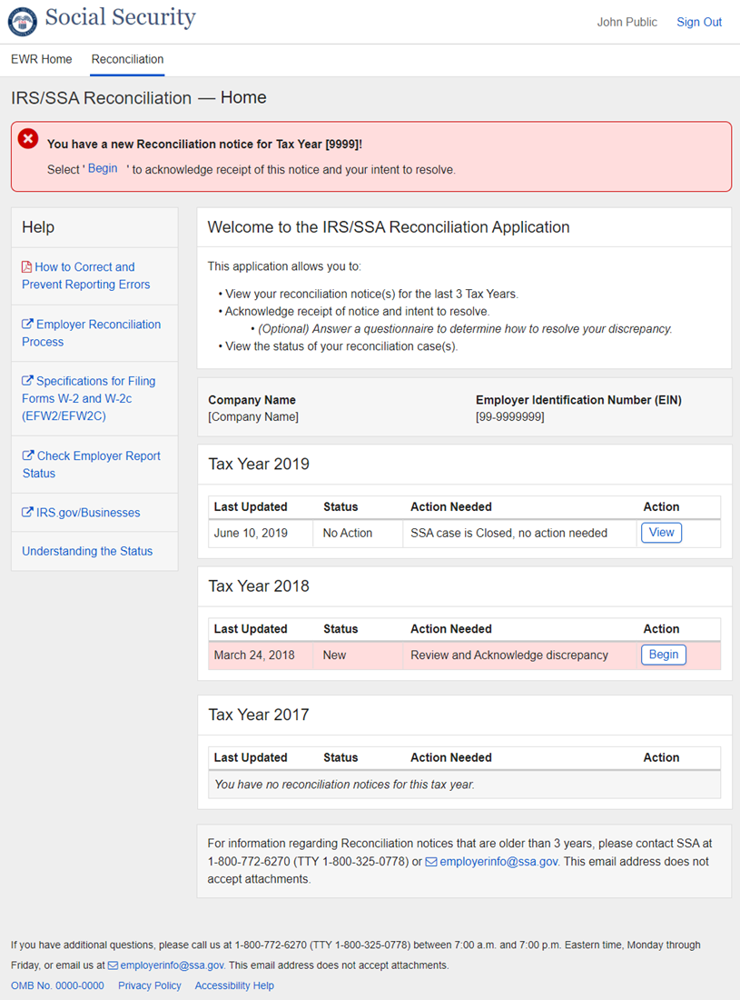 Social Security
John Public
Sign Out
EWR Home
Reconciliation
IRS/SSA Reconciliation — Home
You have a new Reconciliation notice for Tax Year [9999]!
Select ' Begin ' to acknowledge receipt of this notice and your intent to resolve.
Help
How to Correct and
Prevent Reporting Errors
Employer Reconciliation
Process
Specifications for Filing
Forms W-2 and W-2c
(EFW2/EFW2C)
Check Employer Report
Status
IRS.gov/Businesses
Understanding the Status
Welcome to the IRS/SSA Reconciliation Application
This application allows you to:
• View your reconciliation notice(s) for the last 3 Tax Years.
• Acknowledge receipt of notice and intent to resolve.
• (Optional) Answer a questionnaire to determine how to resolve your discrepancy.
• View the status of your reconciliation case(s).
Company Name
[Company Name]
Employer Identification Number (EIN)
[99-9999999]
Tax Year 2019
Last Updated Status Action Needed Action
June 10, 2019 No Action SSA case is Closed, no action needed View
Tax Year 2018
Last Updated Status Action Needed Action
March 24, 2018 New Review and Acknowledge discrepancy Begin
Tax Year 2017
Last Updated Status Action Needed Action
You have no reconciliation notices for this tax year.
For information regarding Reconciliation notices that are older than 3 years, please contact SSA at
1-800-772-6270 (TTY 1-800-325-0778) or employerinfo@ssa.gov. This email address does not
accept attachments.
If you have additional questions, please call us at 1-800-772-6270 (TTY 1-800-325-0778) between 7:00 a.m. and 7:00 p.m. Eastern time, Monday through
Friday, or email us at employerinfo@ssa.gov. This email address does not accept attachments.
OMB No. 0000-0000 Privacy Policy Accessibility Help